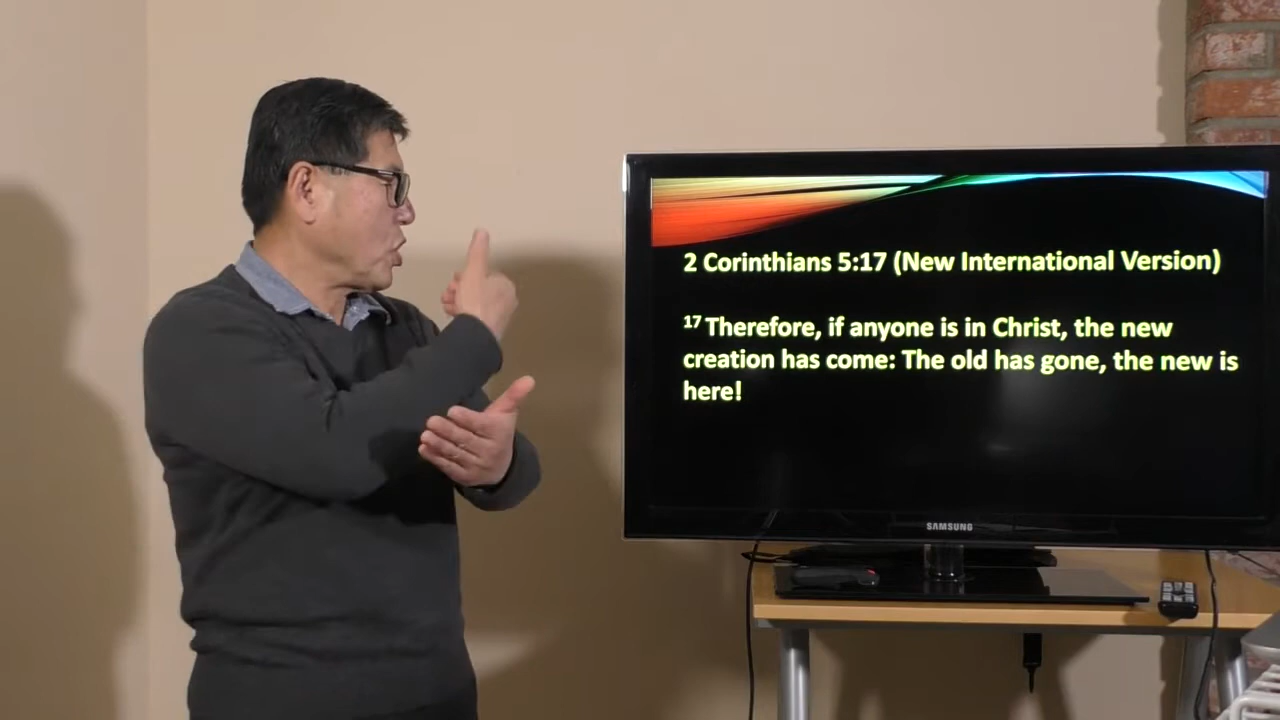 2 Corinthians 5:17 (New International Version)
17 Therefore, if anyone is in Christ, the new
creation has come: The old has gone, the new is
here!
SAMSUNG